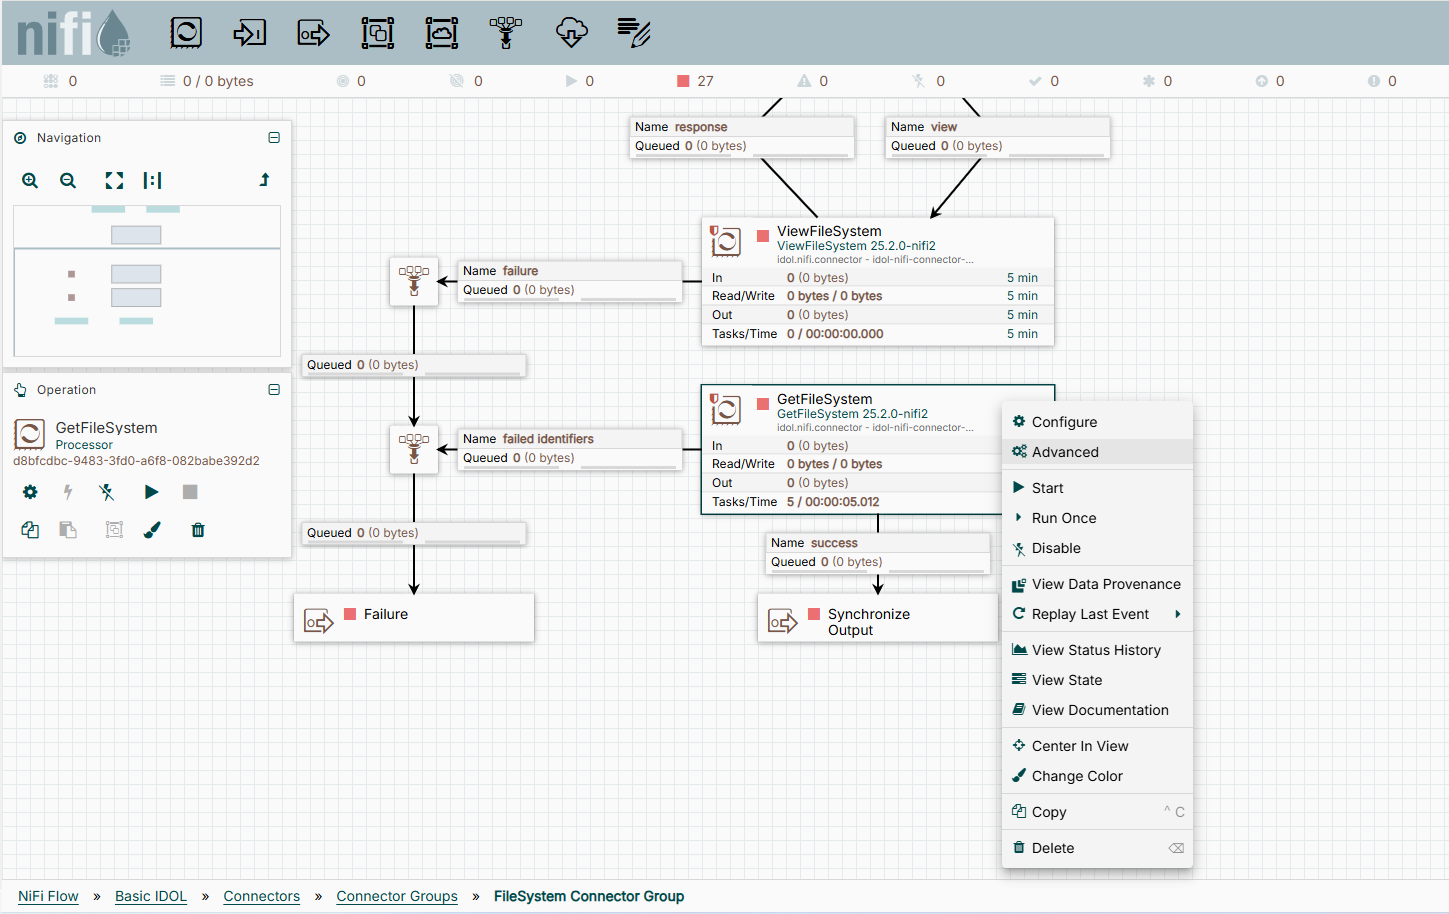 nifi
0
0 / 0 bytes
0
0
0
27
0
0
0
0
0
0
Navigation
Operation
GetFileSystem
Processor
d8bfcdbc-9483-3fd0-a6f8-082babe392d2
Name response
Queued 0 (0 bytes)
Name view
Queued 0 (0 bytes)
ViewFileSystem
ViewFileSystem 25.2.0-nifi2
idol.nifi.connector - idol-nifi-connector-...
In 0 (0 bytes) 5 min
Read/Write 0 bytes / 0 bytes 5 min
Out 0 (0 bytes) 5 min
Tasks/Time 0 / 00:00:00.000 5 min
Name failure
Queued 0 (0 bytes)
Queued 0 (0 bytes)
GetFileSystem
GetFileSystem 25.2.0-nifi2
idol.nifi.connector - idol-nifi-connector-...
In 0 (0 bytes)
Read/Write 0 bytes / 0 bytes
Out 0 (0 bytes)
Tasks/Time 5 / 00:00:05.012
Name failed identifiers
Queued 0 (0 bytes)
Queued 0 (0 bytes)
Name success
Queued 0 (0 bytes)
Failure
Synchronize
Output
Configure
Advanced
Start
Run Once
Disable
View Data Provenance
Replay Last Event
View Status History
View State
View Documentation
Center In View
Change Color
Copy ^ C
Delete ⌫
NiFi Flow » Basic IDOL » Connectors » Connector Groups » FileSystem Connector Group